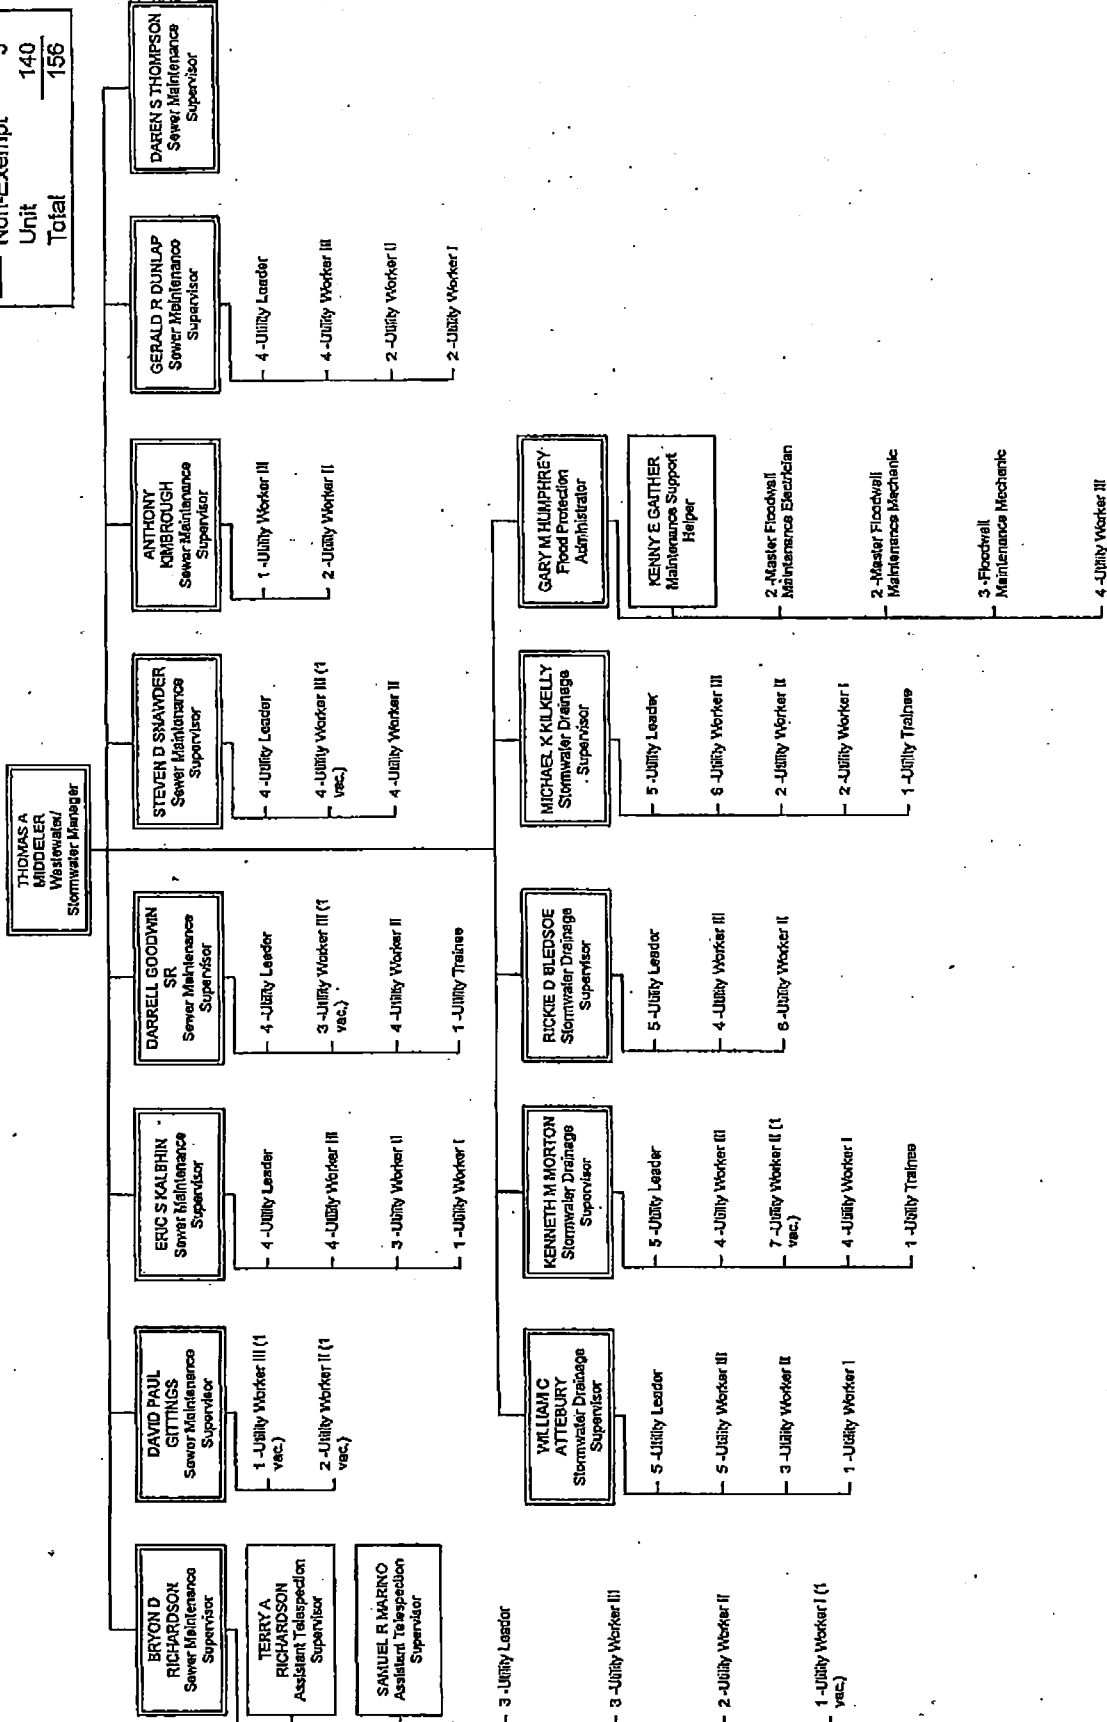 Unit 140
Total 156
THOMAS A
MIDDELER
Wastewater/
Stormwater Manager
BRYON D
RICHARDSON
Sewer Maintenance
Supervisor
TERRY A
RICHARDSON
Assistant Telespection
Supervisor
SAMUEL R MARINO
Assistant Telespection
Supervisor
3 -Utility Leader
3 -Utility Worker III
2 -Utility Worker II
1 -Utility Worker I (1
vac.)
DAVID PAUL
GITTINGS
Sewer Maintenance
Supervisor
1 -Utility Worker III (1
vac.)
2 -Utility Worker II (1
vac.)
ERIC S KALBHIN
Sewer Maintenance
Supervisor
4 -Utility Leader
4 -Utility Worker III
3 -Utility Worker II
1 -Utility Worker I
DARRELL GOODWIN
SR
Sewer Maintenance
Supervisor
4 -Utility Leader
3 -Utility Worker III (1
vac.)
4 -Utility Worker II
1 -Utility Trainee
STEVEN D SNAWDER
Sewer Maintenance
Supervisor
4 -Utility Leader
4 -Utility Worker III (1
vac.)
4 -Utility Worker II
ANTHONY
KIMBROUGH
Sewer Maintenance
Supervisor
1 -Utility Worker III
2 -Utility Worker II
GERALD R DUNLAP
Sewer Maintenance
Supervisor
4 -Utility Leader
4 -Utility Worker III
2 -Utility Worker II
2 -Utility Worker I
DAREN S THOMPSON
Sewer Maintenance
Supervisor
WILLIAM C
ATTEBURY
Stormwater Drainage
Supervisor
5 -Utility Leader
5 -Utility Worker III
3 -Utility Worker II
1 -Utility Worker I
KENNETH M MORTON
Stormwater Drainage
Supervisor
5 -Utility Leader
4 -Utility Worker III
7 -Utility Worker II (1
vac.)
4 -Utility Worker I
1 -Utility Trainee
RICKIE D BLEDSOE
Stormwater Drainage
Supervisor
5 -Utility Leader
4 -Utility Worker III
6 -Utility Worker II
MICHAEL K KILKELLY
Stormwater Drainage
Supervisor
5 -Utility Leader
6 -Utility Worker III
2 -Utility Worker II
2 -Utility Worker I
1 -Utility Trainee
GARY M HUMPHREY
Flood Protection
Administrator
KENNY E GAITHER
Maintenance Support
Helper
2 -Master Floodwall
Maintenance Electrician
2 -Master Floodwall
Maintenance Mechanic
3 -Floodwall
Maintenance Mechanic
4 -Utility Worker III